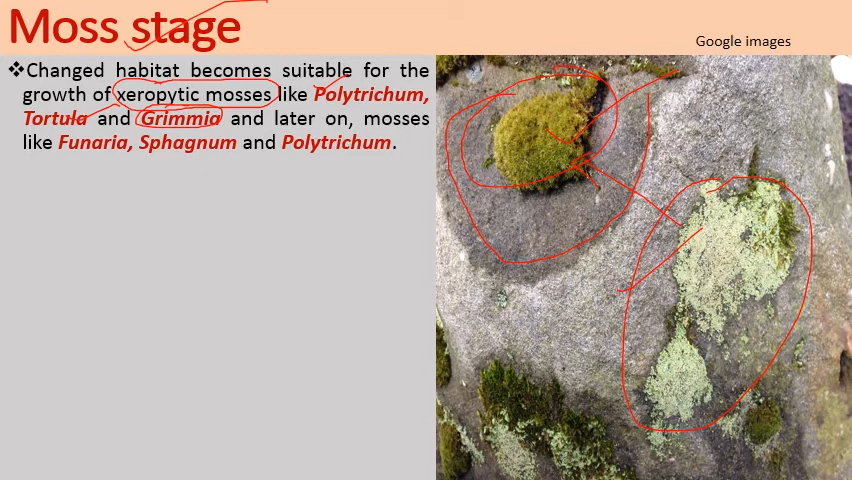 Moss stage
Google images
❖Changed habitat becomes suitable for the
growth of xeropytic mosses like Polytrichum,
Tortula and Grimmia and later on, mosses
like Funaria, Sphagnum and Polytrichum.